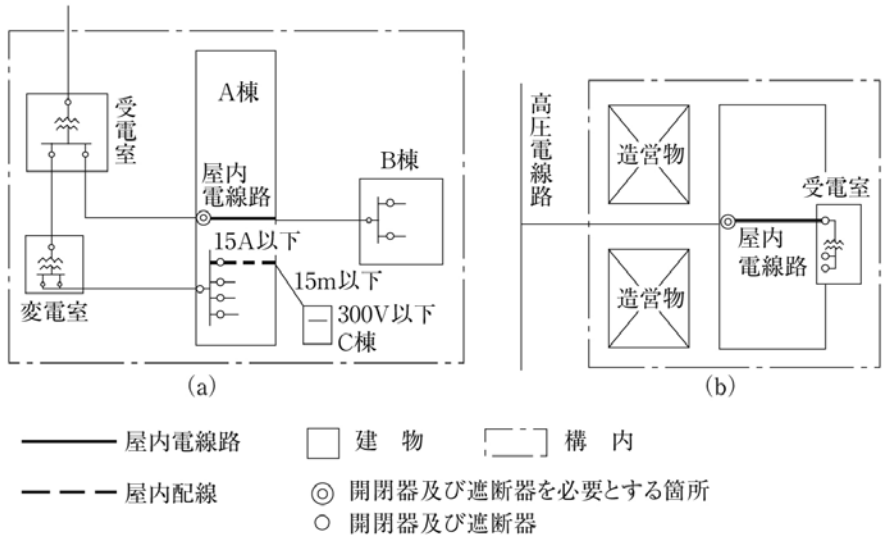 受電室
変電室
A棟
屋内
電線路
15A以下
B棟
15m以下
300V以下
C棟
(a)
高圧電線路
造営物
造営物
屋内
電線路
受電室
(b)
屋内電線路
建 物
構 内
屋内配線
開閉器及び遮断器を必要とする箇所
開閉器及び遮断器